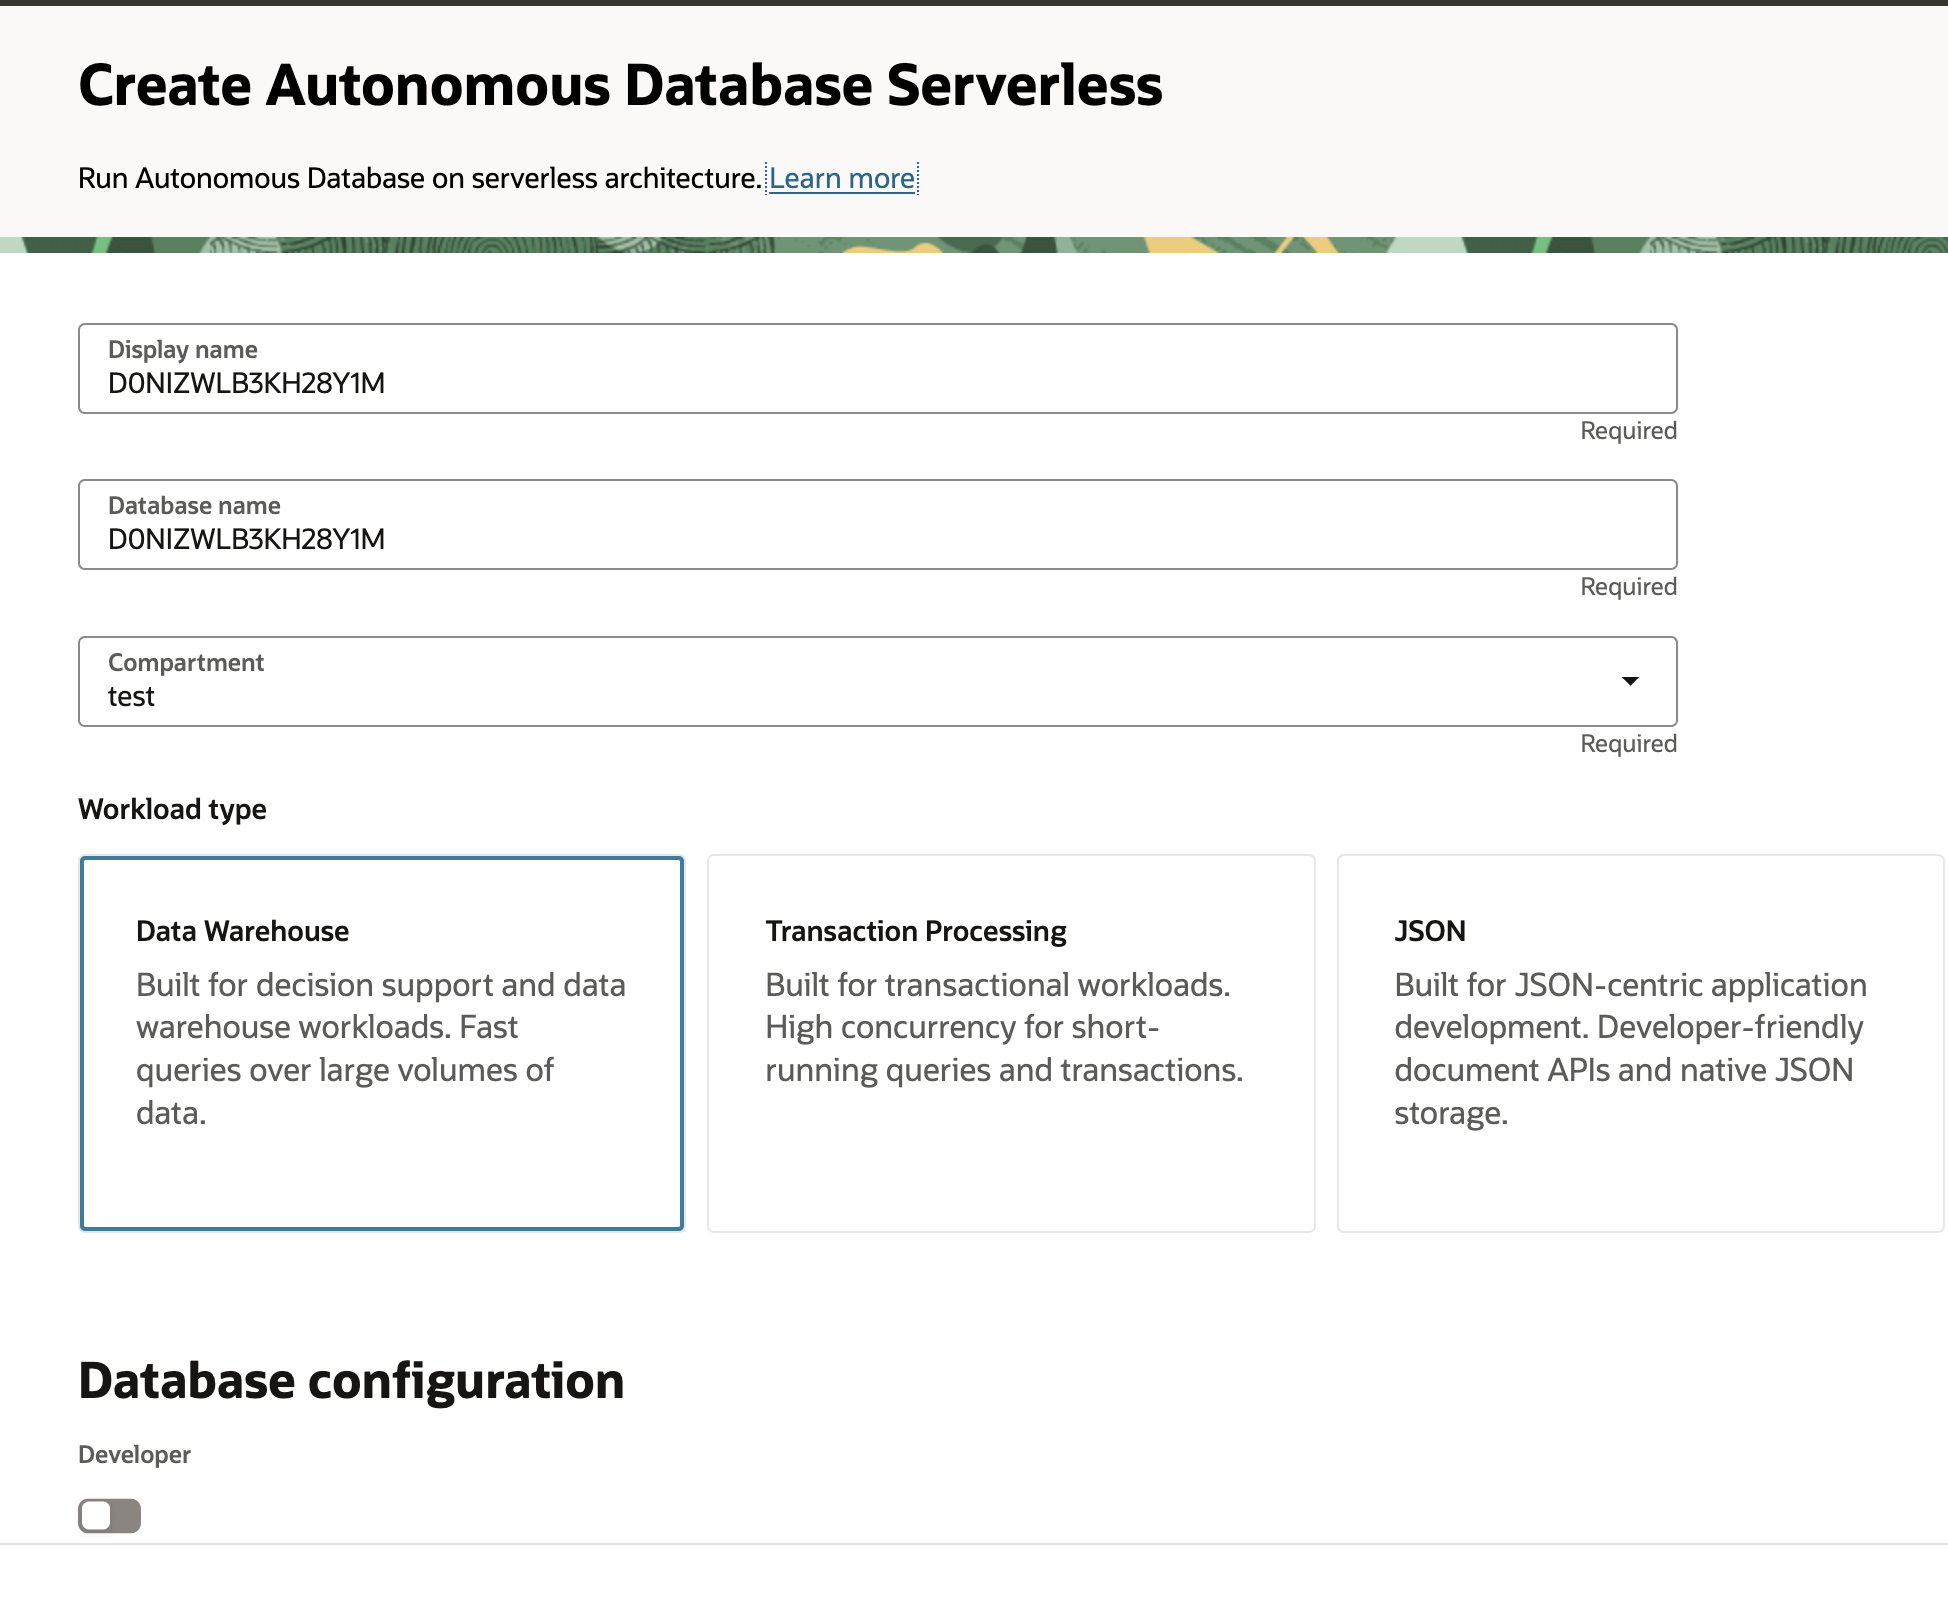 Create Autonomous Database Serverless
Run Autonomous Database on serverless architecture. Learn more
Display name
D0NIZWLB3KH28Y1M
Required
Database name
D0NIZWLB3KH28Y1M
Required
Compartment
test
Required
Workload type
Data Warehouse
Built for decision support and data
warehouse workloads. Fast
queries over large volumes of
data.
Transaction Processing
Built for transactional workloads.
High concurrency for short-
running queries and transactions.
JSON
Built for JSON-centric application
development. Developer-friendly
document APIs and native JSON
storage.
Database configuration
Developer